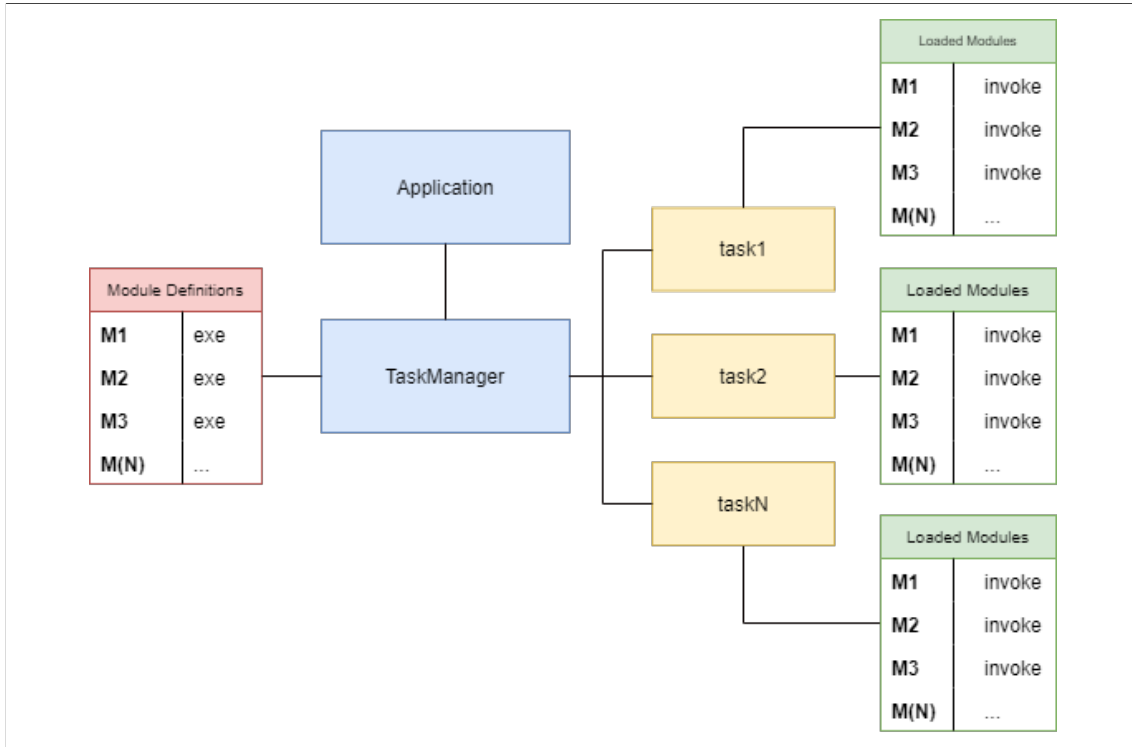 Application
Module Definitions
M1 exe
M2 exe
M3 exe
M(N) ...
TaskManager
task1
task2
taskN
Loaded Modules
M1 invoke
M2 invoke
M3 invoke
M(N) ...
Loaded Modules
M1 invoke
M2 invoke
M3 invoke
M(N) ...
Loaded Modules
M1 invoke
M2 invoke
M3 invoke
M(N) ...